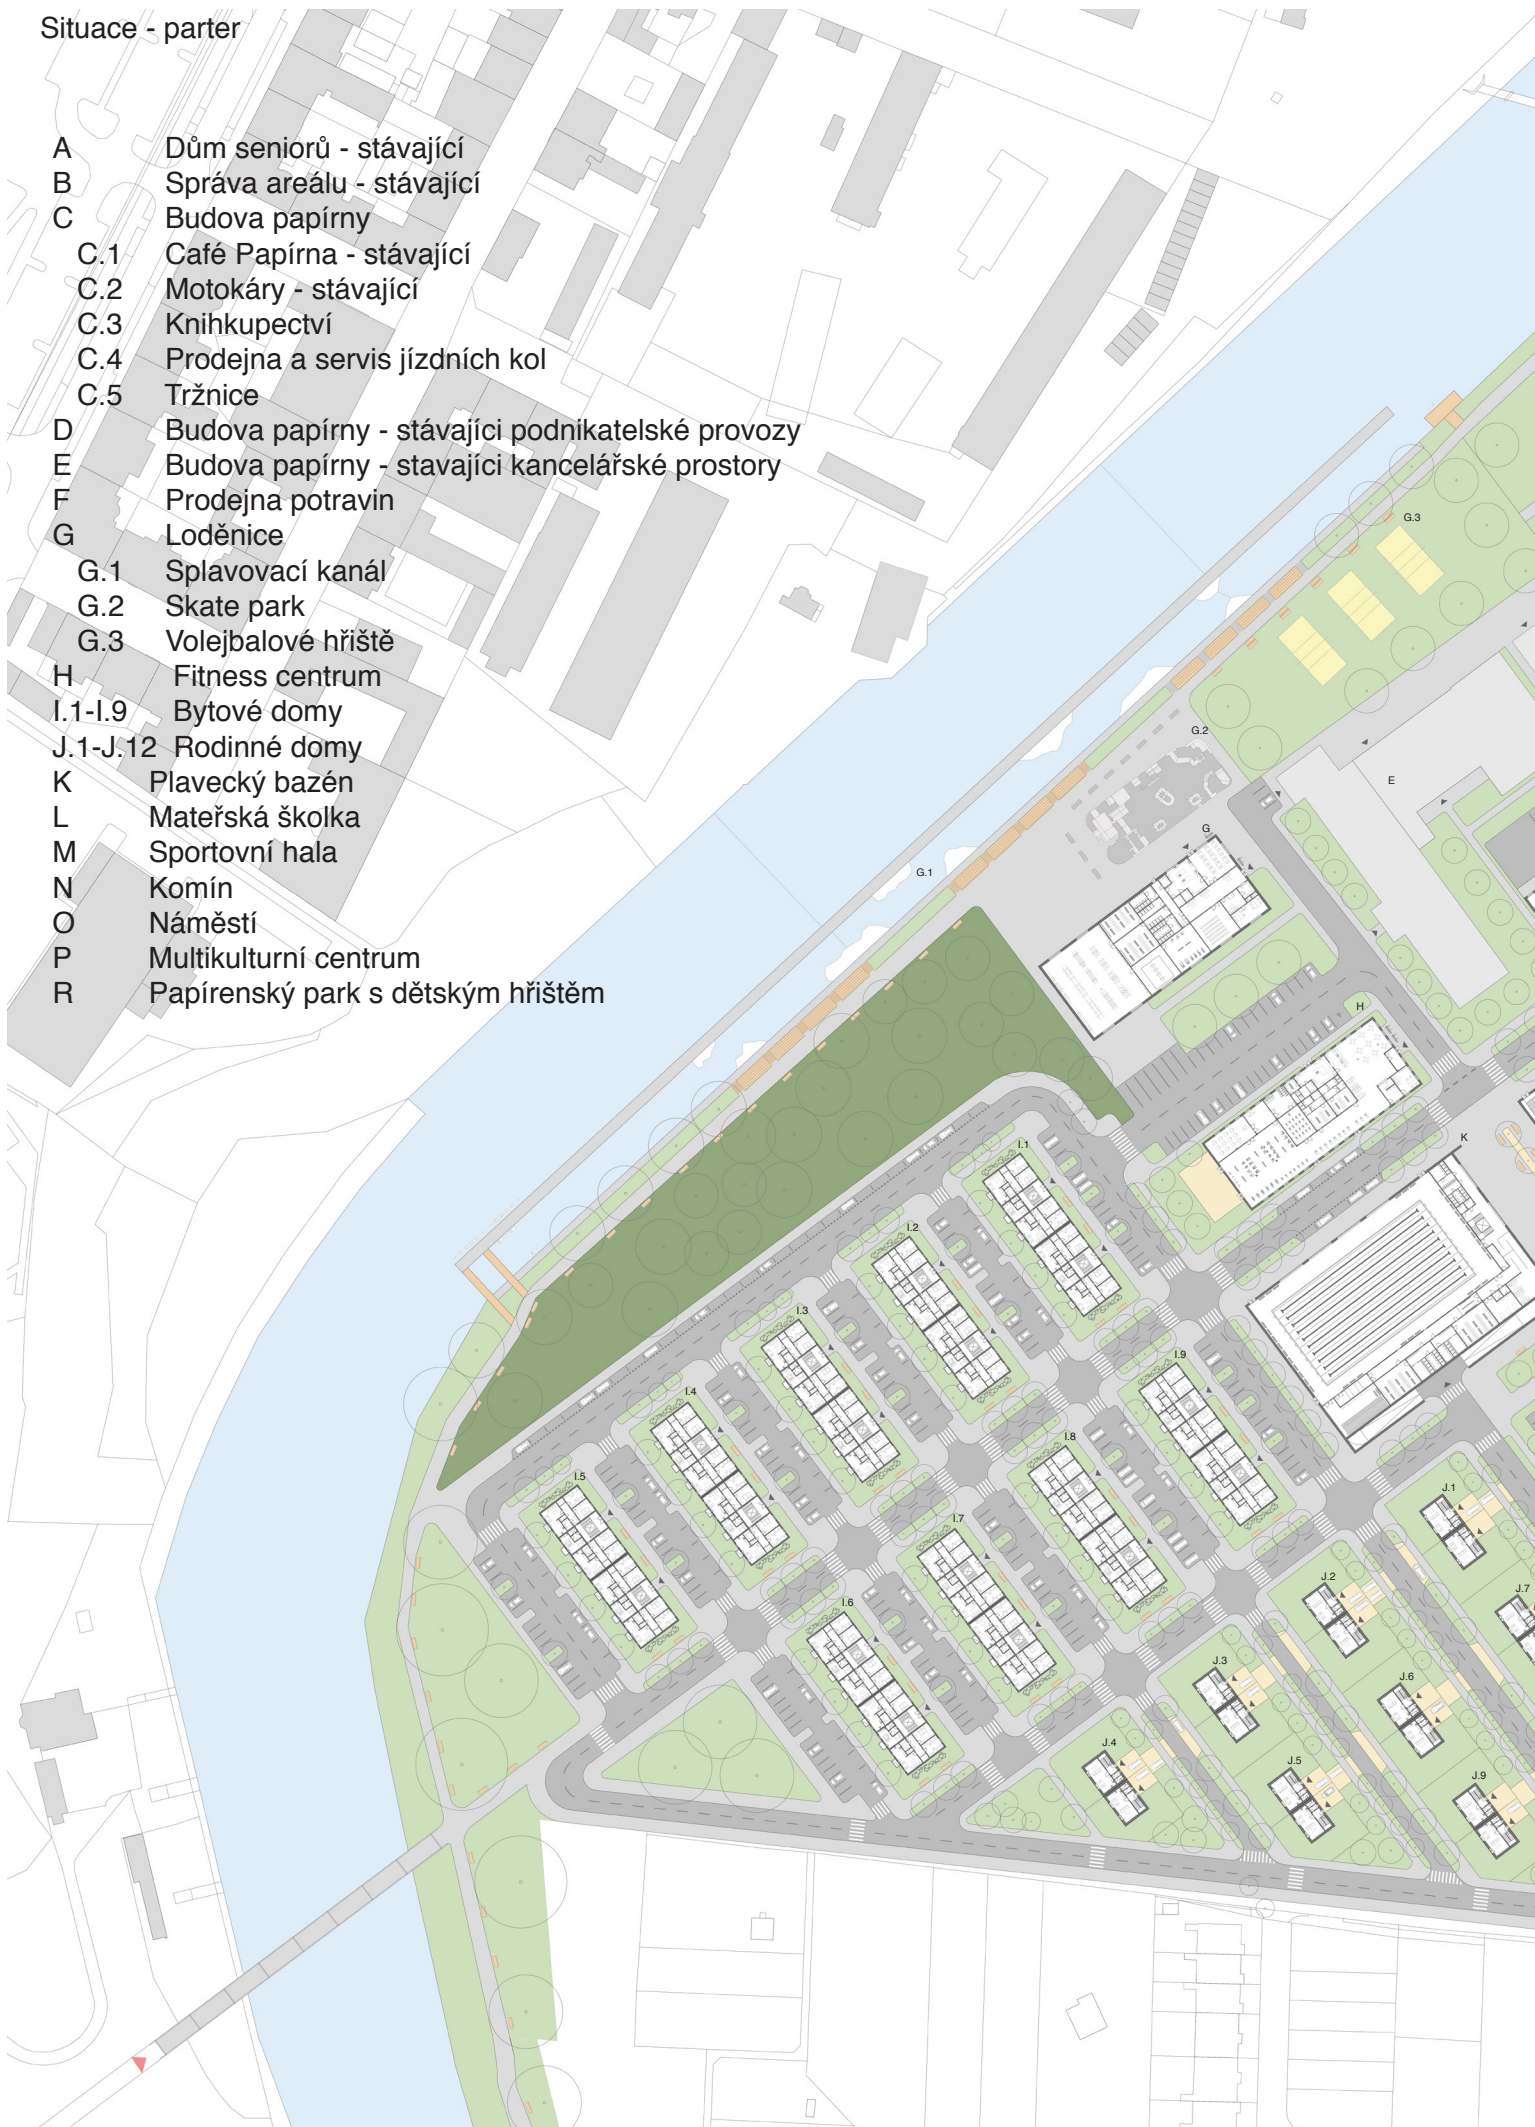 Situace - parter
A Dům seniorů - stávající
B Správa areálu - stávající
C Budova papírny
C.1 Café Papírna - stávající
C.2 Motokáry - stávající
C.3 Knihkupectví
C.4 Prodejna a servis jízdních kol
C.5 Tržnice
D Budova papírny - stávájíci podnikatelské provozy
E Budova papírny - stavajíci kancelářské prostory
F Prodejna potravin
G Loděnice
G.1 Splavovací kanál
G.2 Skate park
G.3 Volejbalové hřiště
H Fitness centrum
I.1-I.9 Bytové domy
J.1-J.12 Rodinné domy
K Plavecký bazén
L Mateřská školka
M Sportovní hala
N Komín
O Náměstí
P Multikulturní centrum
R Papírenský park s dětským hřištěm
G.3
G.2
E
G
G.1
H
K
I.1
I.2
I.3
I.9
I.4
I.8
I.5
J.1
I.7
J.2
J.7
I.6
J.3
J.6
J.4
J.5
J.9